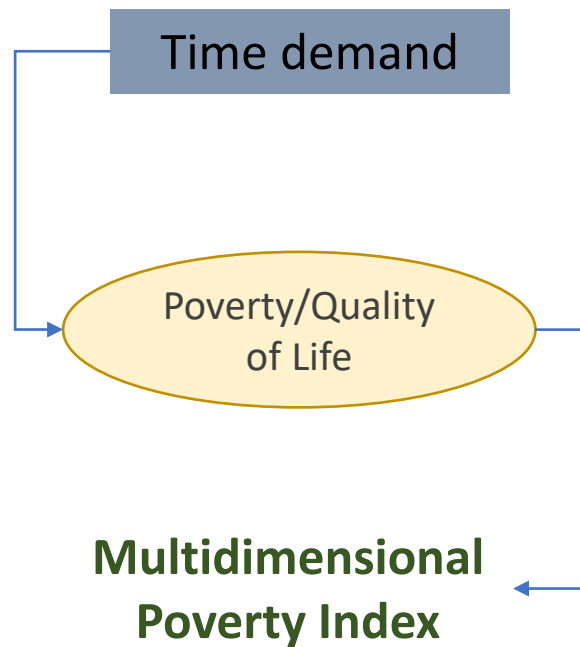 Time demand
Poverty/Quality
of Life
Multidimensional
Poverty Index